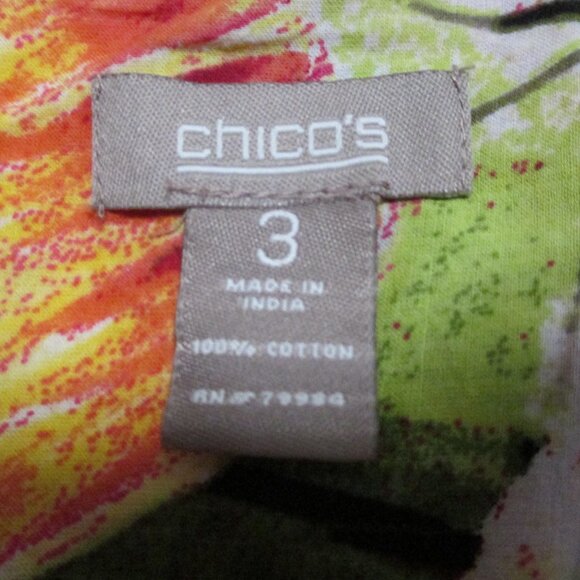 chico's
3
MADE IN
INDIA
100% COTTON
RN# 79984